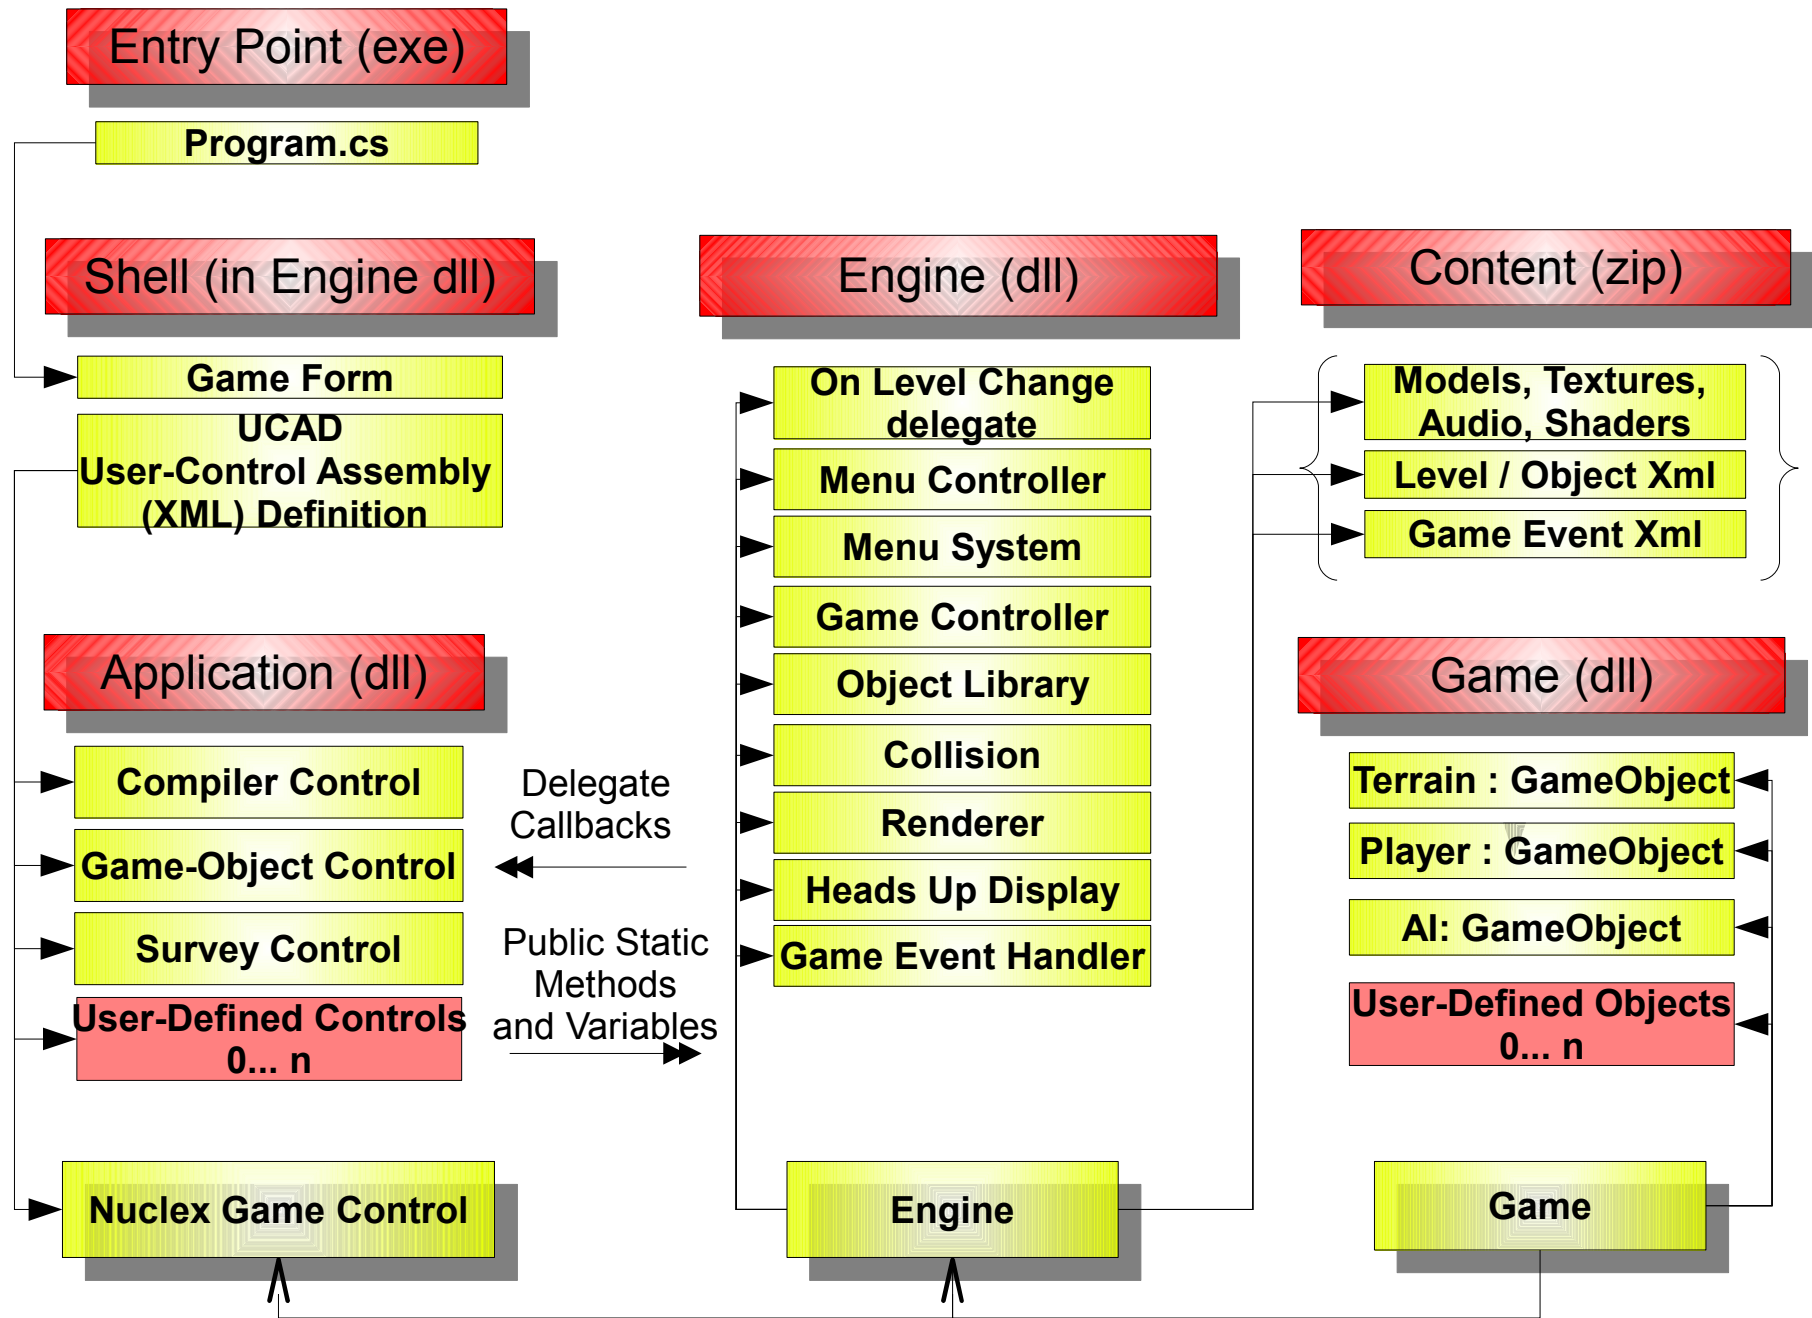 Entry Point (exe)
Program.cs
Shell (in Engine dll)
Game Form
UCAD
User-Control Assembly
(XML) Definition
Application (dll)
Compiler Control
Game-Object Control
Survey Control
User-Defined Controls
0... n
Nuclex Game Control
Delegate
Callbacks
Public Static
Methods
and Variables
Engine (dll)
On Level Change
delegate
Menu Controller
Menu System
Game Controller
Object Library
Collision
Renderer
Heads Up Display
Game Event Handler
Engine
Content (zip)
Models, Textures,
Audio, Shaders
Level / Object Xml
Game Event Xml
Game (dll)
Terrain : GameObject
Player : GameObject
AI: GameObject
User-Defined Objects
0... n
Game